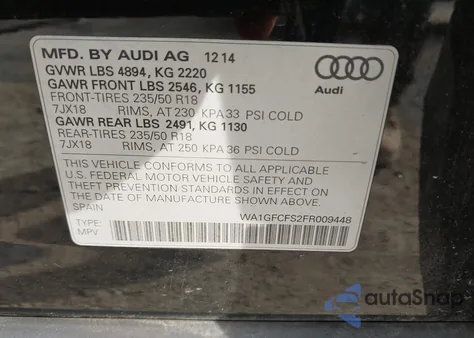 MFD. BY AUDI AG 12 14
GVWR LBS 4894, KG 2220
GAWR FRONT LBS 2546, KG 1155
FRONT-TIRES 235/50 R18
7JX18 RIMS, AT 230 KPA 33 PSI COLD
GAWR REAR LBS 2491, KG 1130
REAR-TIRES 235/50 R18
7JX18 RIMS, AT 250 KPA 36 PSI COLD
THIS VEHICLE CONFORMS TO ALL APPLICABLE
U.S. FEDERAL MOTOR VEHICLE SAFETY AND
THEFT PREVENTION STANDARDS IN EFFECT ON
THE DATE OF MANUFACTURE SHOWN ABOVE.
SPAIN
WA1GFCFS2FR009448
TYPE:
MPV
Audi
autoSnap